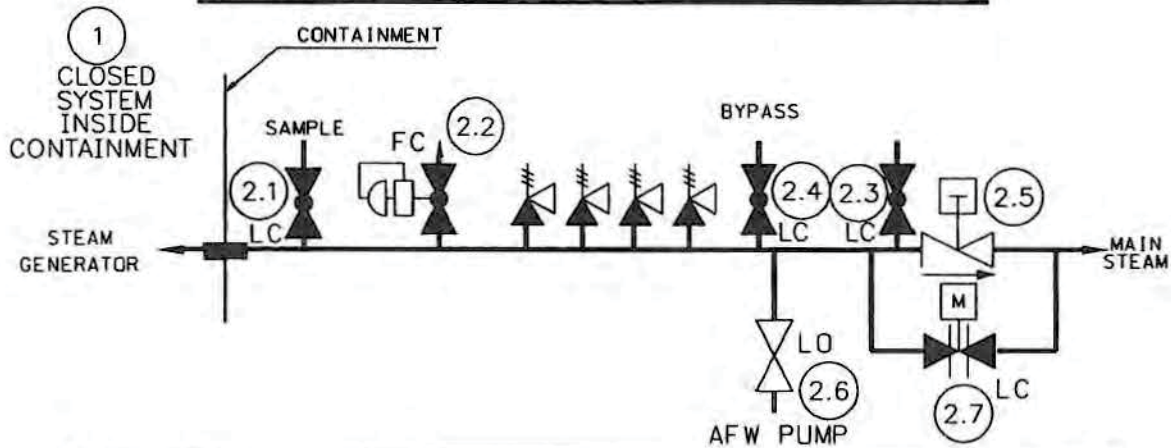 1
CLOSED
SYSTEM
INSIDE
CONTAINMENT
CONTAINMENT
SAMPLE
2.1
LC
FC
2.2
BYPASS
2.4
LC
2.3
LC
2.5
STEAM
GENERATOR
MAIN
STEAM
M
LO
2.6
AFW PUMP
LC
2.7